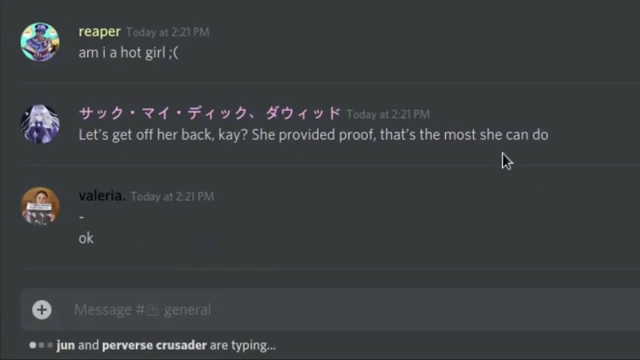 reaper Today at 2:21 PM
am i a hot girl ;(
サック・マイ・ディック、ダウィッド Today at 2:21 PM
Let's get off her back, kay? She provided proof, that's the most she can do
valeria. Today at 2:21 PM
-
ok
Message # general
jun and perverse crusader are typing...